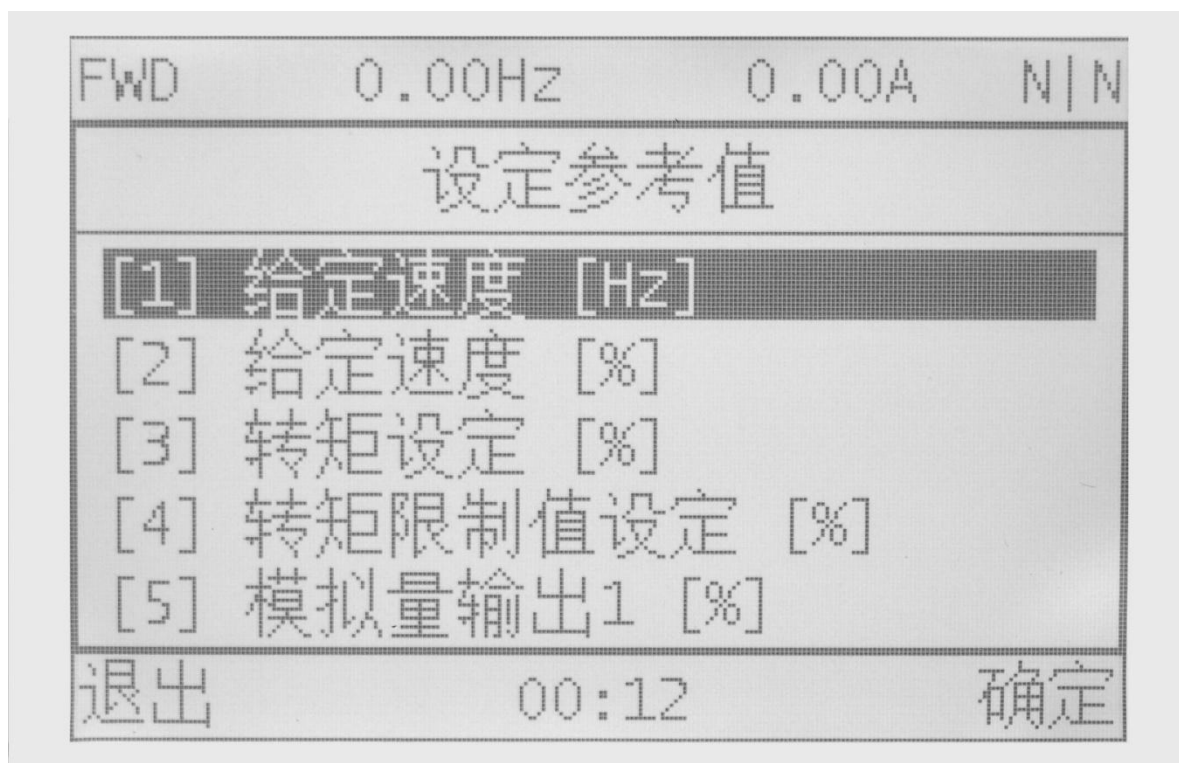 FWD 0.00Hz 0.00A N|N
设定参考值
[1] 给定速度 [Hz]
[2] 给定速度 [%]
[3] 转矩设定 [%]
[4] 转矩限制值设定 [%]
[5] 模拟量输出1 [%]
退出 00:12 确定